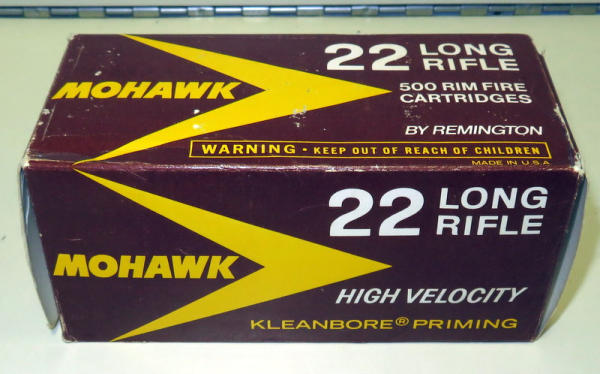 MOHAWK
22 LONG RIFLE
500 RIM FIRE
CARTRIDGES
BY REMINGTON
WARNING • KEEP OUT OF REACH OF CHILDREN
MADE IN U.S.A
MOHAWK
22 LONG RIFLE
HIGH VELOCITY
KLEANBORE® PRIMING